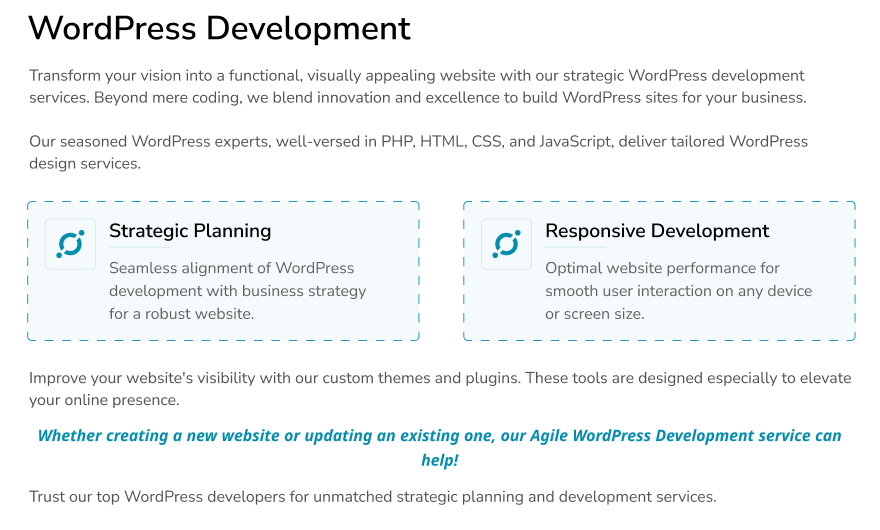 WordPress Development
Transform your vision into a functional, visually appealing website with our strategic WordPress development
services. Beyond mere coding, we blend innovation and excellence to build WordPress sites for your business.
Our seasoned WordPress experts, well-versed in PHP, HTML, CSS, and JavaScript, deliver tailored WordPress
design services.
Strategic Planning
Seamless alignment of WordPress
development with business strategy
for a robust website.
Responsive Development
Optimal website performance for
smooth user interaction on any device
or screen size.
Improve your website's visibility with our custom themes and plugins. These tools are designed especially to elevate
your online presence.
Whether creating a new website or updating an existing one, our Agile WordPress Development service can
help!
Trust our top WordPress developers for unmatched strategic planning and development services.